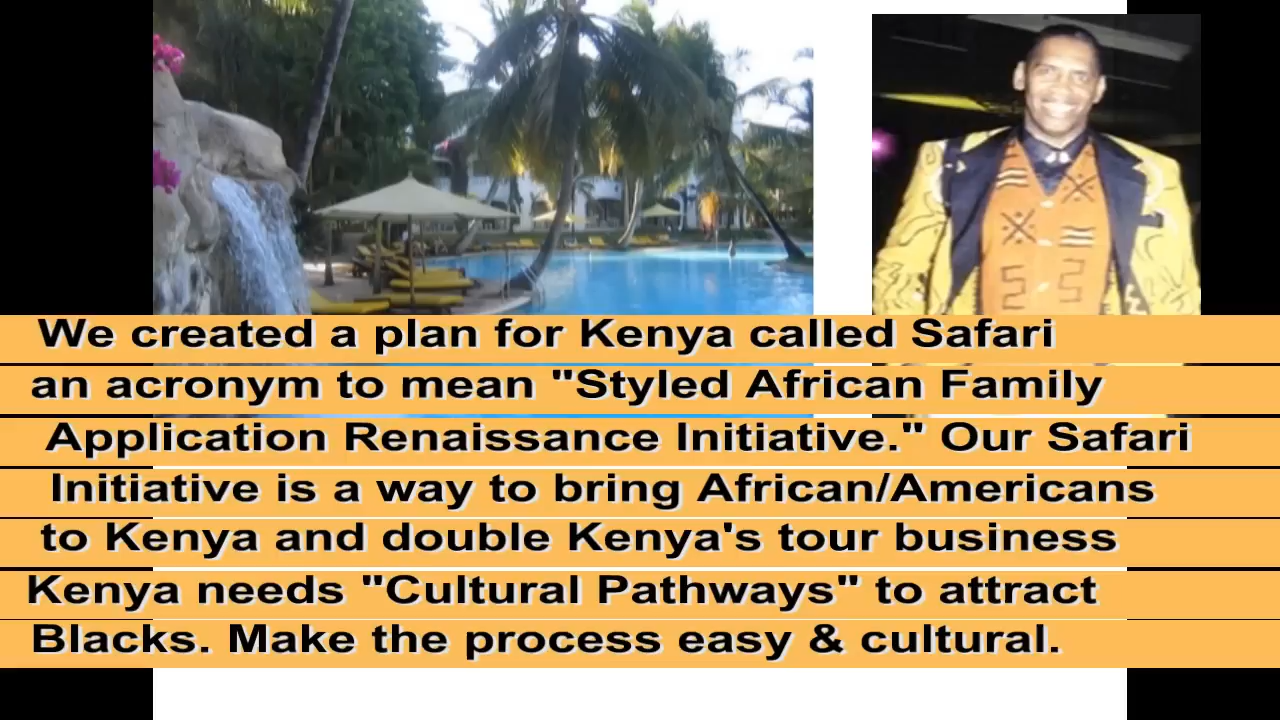 We created a plan for Kenya called Safari
an acronym to mean "Styled African Family
Application Renaissance Initiative." Our Safari
Initiative is a way to bring African/Americans
to Kenya and double Kenya's tour business
Kenya needs "Cultural Pathways" to attract
Blacks. Make the process easy & cultural.